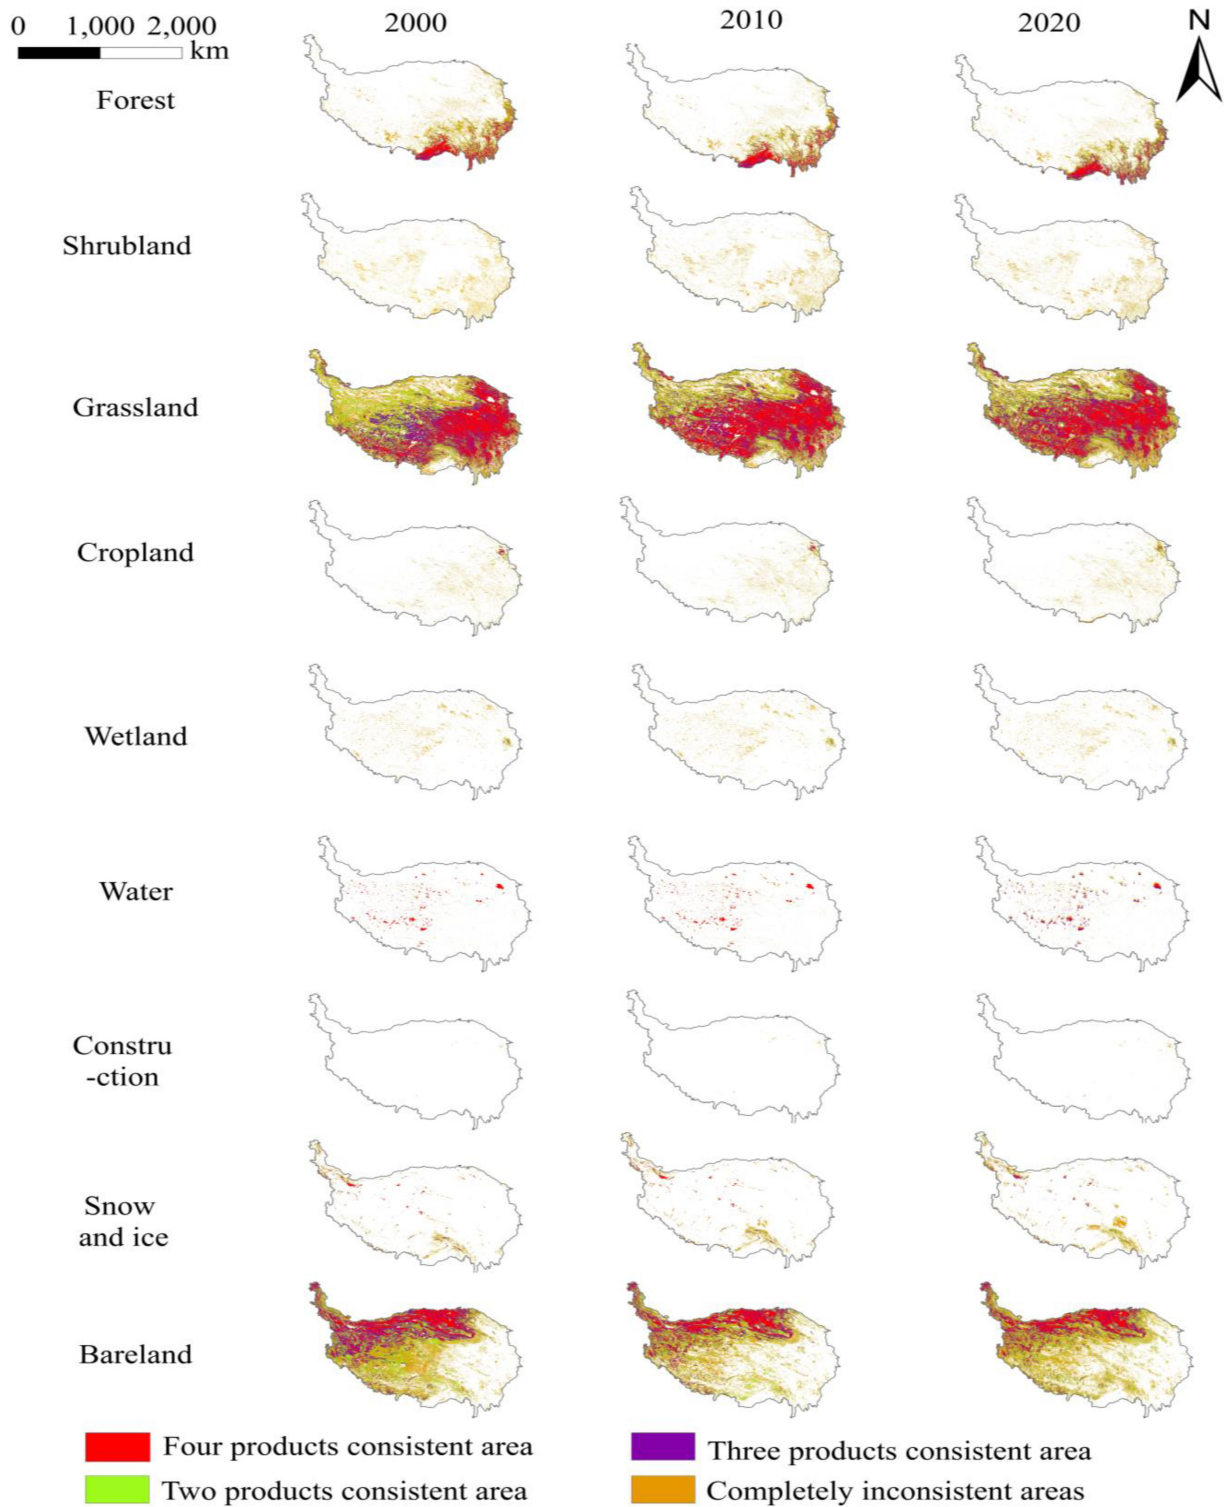 0 1,000 2,000 km
2000 2010 2020 N
Forest
Shrubland
Grassland
Cropland
Wetland
Water
Constru
-ction
Snow
and ice
Bareland
Four products consistent area
Three products consistent area
Two products consistent area
Completely inconsistent areas